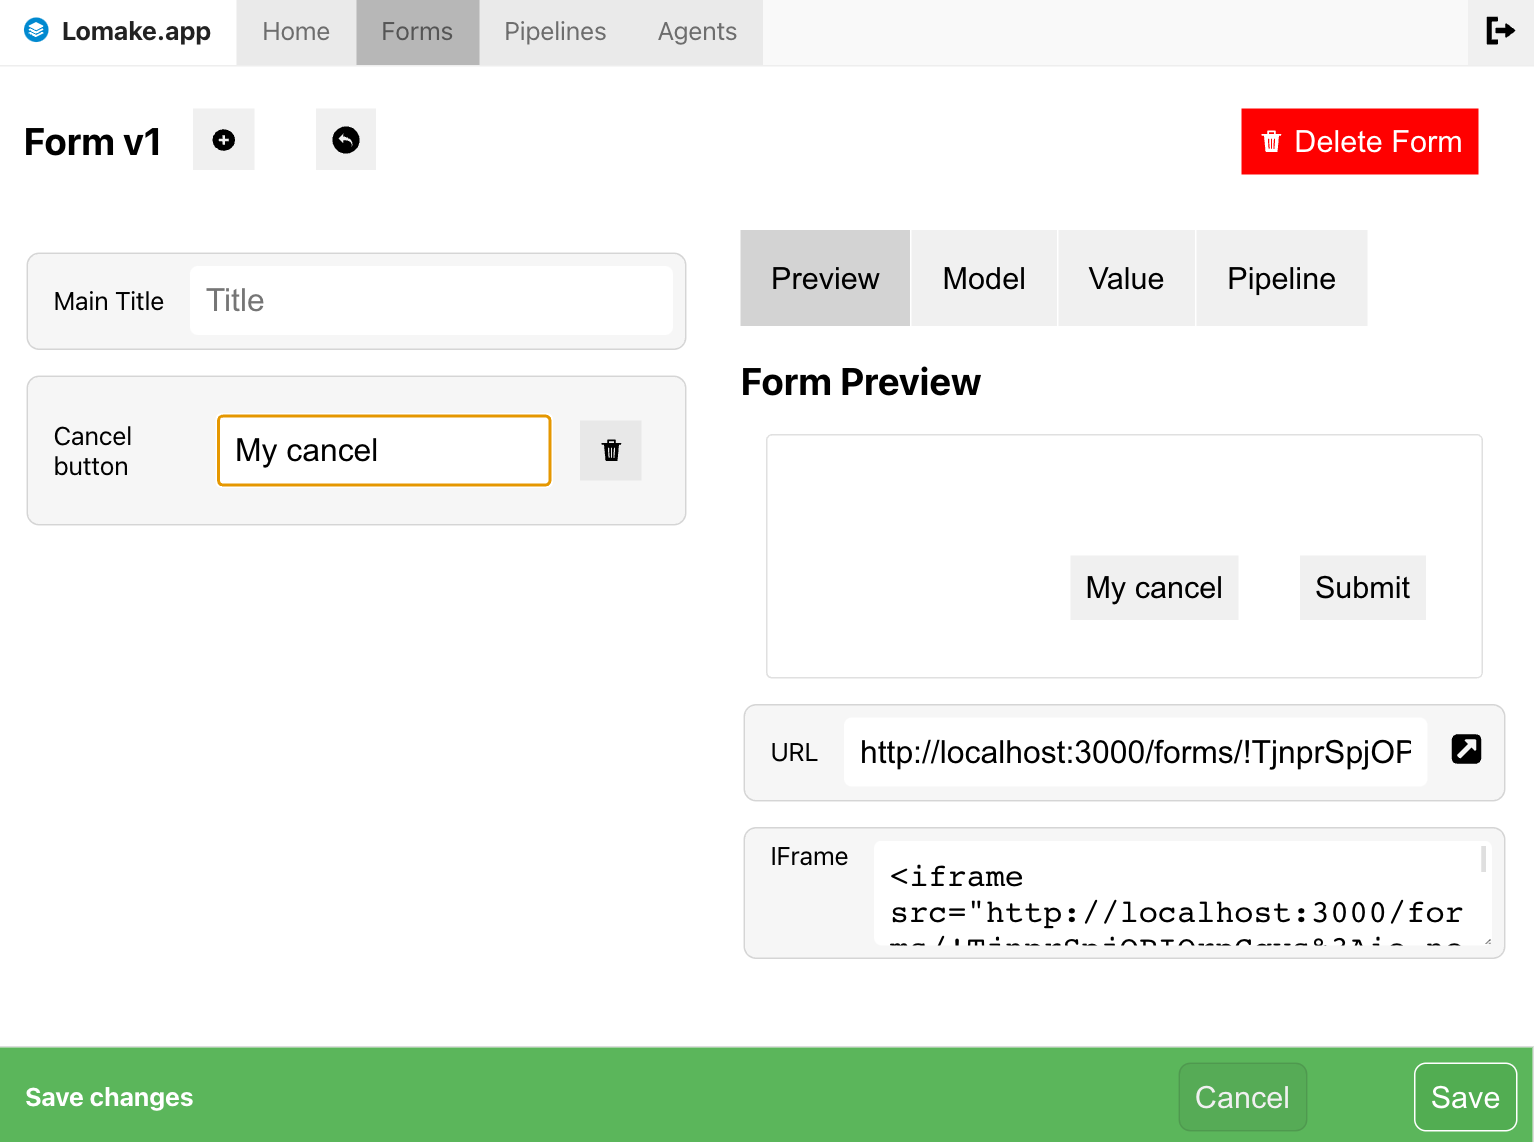 Lomake.app Home Forms Pipelines Agents
Form v1
Delete Form
Main Title Title
Cancel
button
My cancel
Preview Model Value Pipeline
Form Preview
My cancel Submit
URL http://localhost:3000/forms/!TjnprSpjOP
IFrame
<iframe
src="http://localhost:3000/for
Save changes Cancel Save